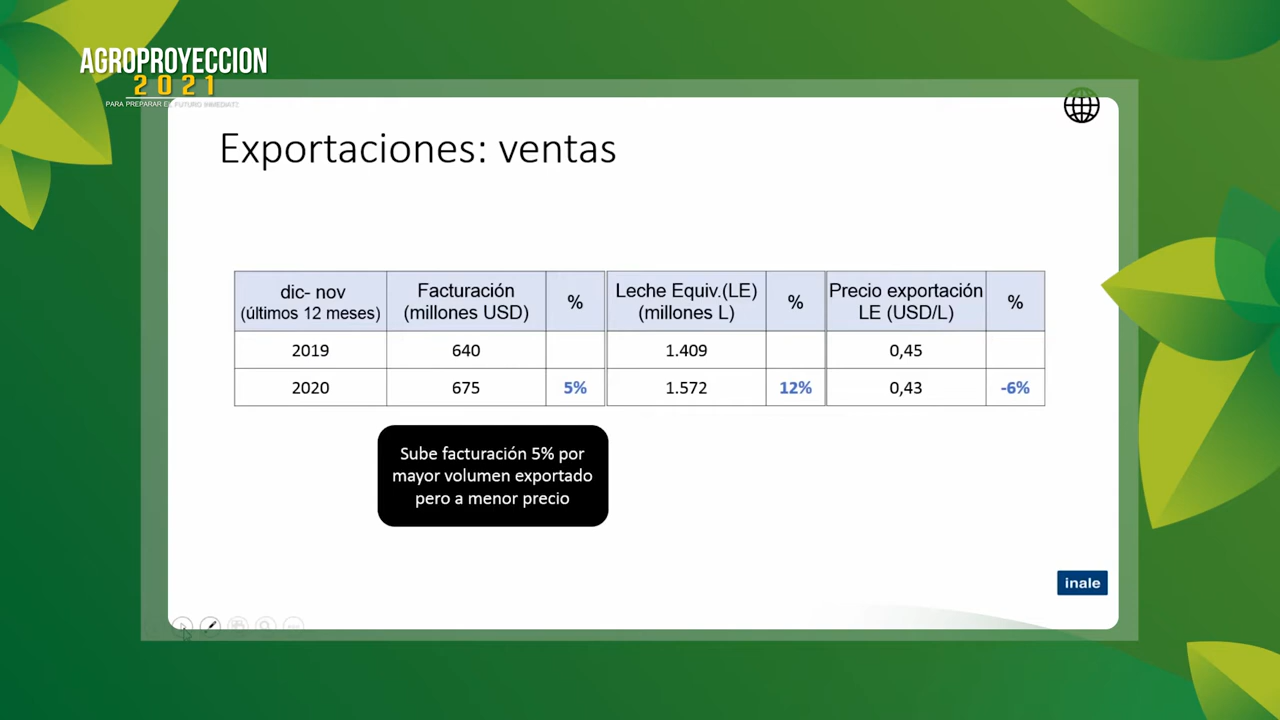 AGROPROYECCION
2021
PARA PREPARAR EL FUTURO INMEDIATO
Exportaciones: ventas
dic- nov
(últimos 12 meses)
Facturación
(millones USD)
%
Leche Equiv.(LE)
(millones L)
%
Precio exportación
LE (USD/L)
%
2019 640 1.409 0,45
2020 675 5% 1.572 12% 0,43 -6%
Sube facturación 5% por
mayor volumen exportado
pero a menor precio
inale